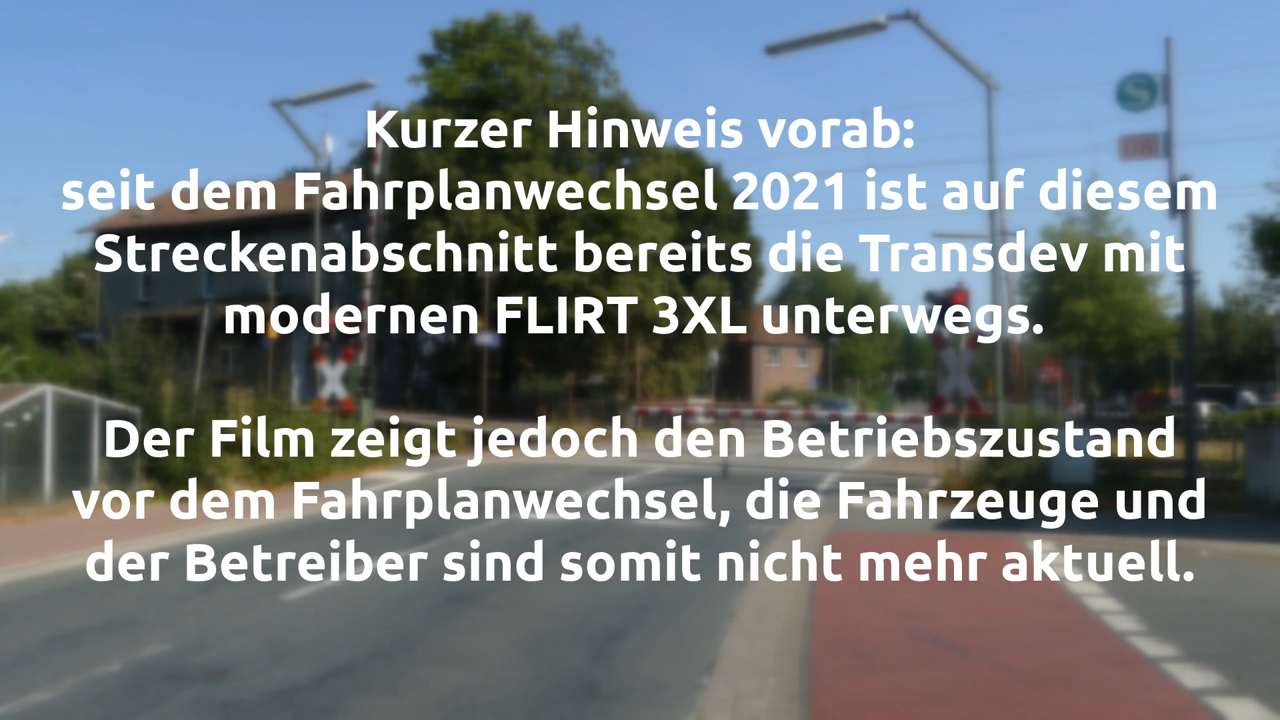 Kurzer Hinweis vorab:
seit dem Fahrplanwechsel 2021 ist auf diesem
Streckenabschnitt bereits die Transdev mit
modernen FLIRT 3XL unterwegs.
Der Film zeigt jedoch den Betriebszustand
vor dem Fahrplanwechsel, die Fahrzeuge und
der Betreiber sind somit nicht mehr aktuell.
S
DB